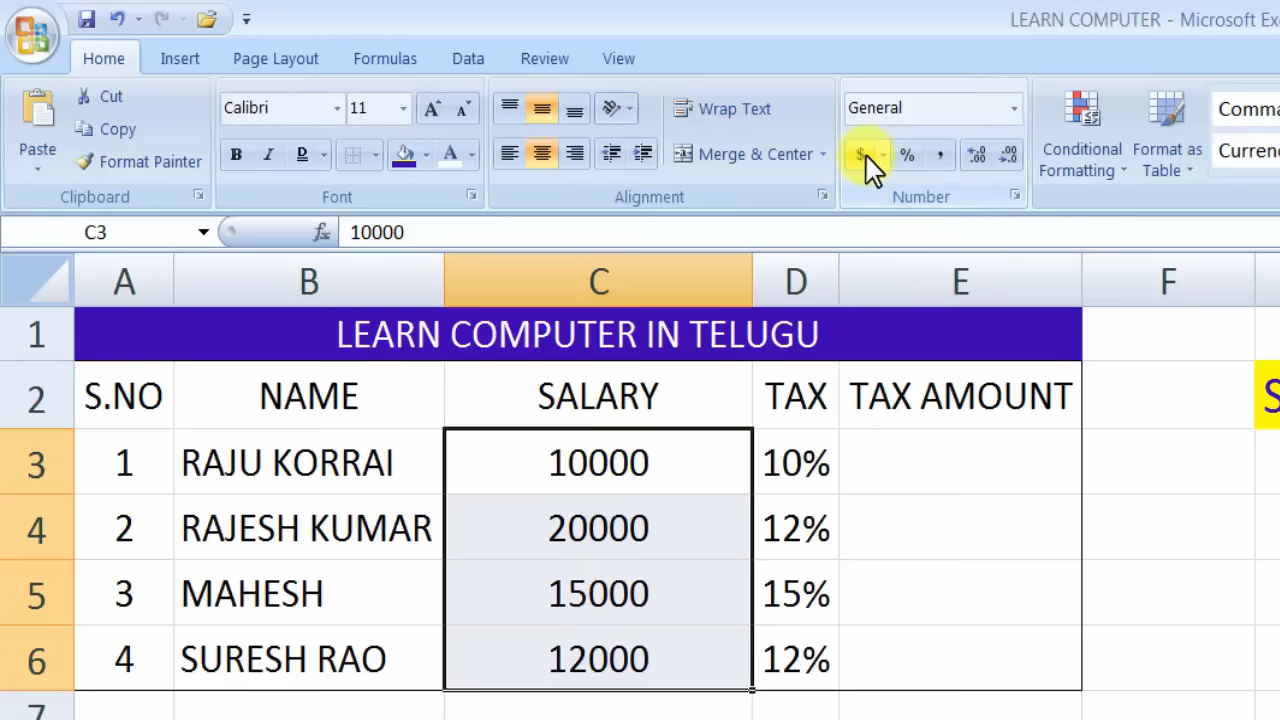 LEARN COMPUTER - Microsoft Exc
Home Insert Page Layout Formulas Data Review View
Cut
Copy
Format Painter
Paste
Clipboard
Calibri 11
B I D
Font
Wrap Text
Merge & Center
Alignment
General
$ % ,
Number
Conditional Formatting
Format as Table
Comma
Currenc
C3 fx 10000
A B C D E F
1 LEARN COMPUTER IN TELUGU
2 S.NO NAME SALARY TAX TAX AMOUNT S
3 1 RAJU KORRAI 10000 10%
4 2 RAJESH KUMAR 20000 12%
5 3 MAHESH 15000 15%
6 4 SURESH RAO 12000 12%
7